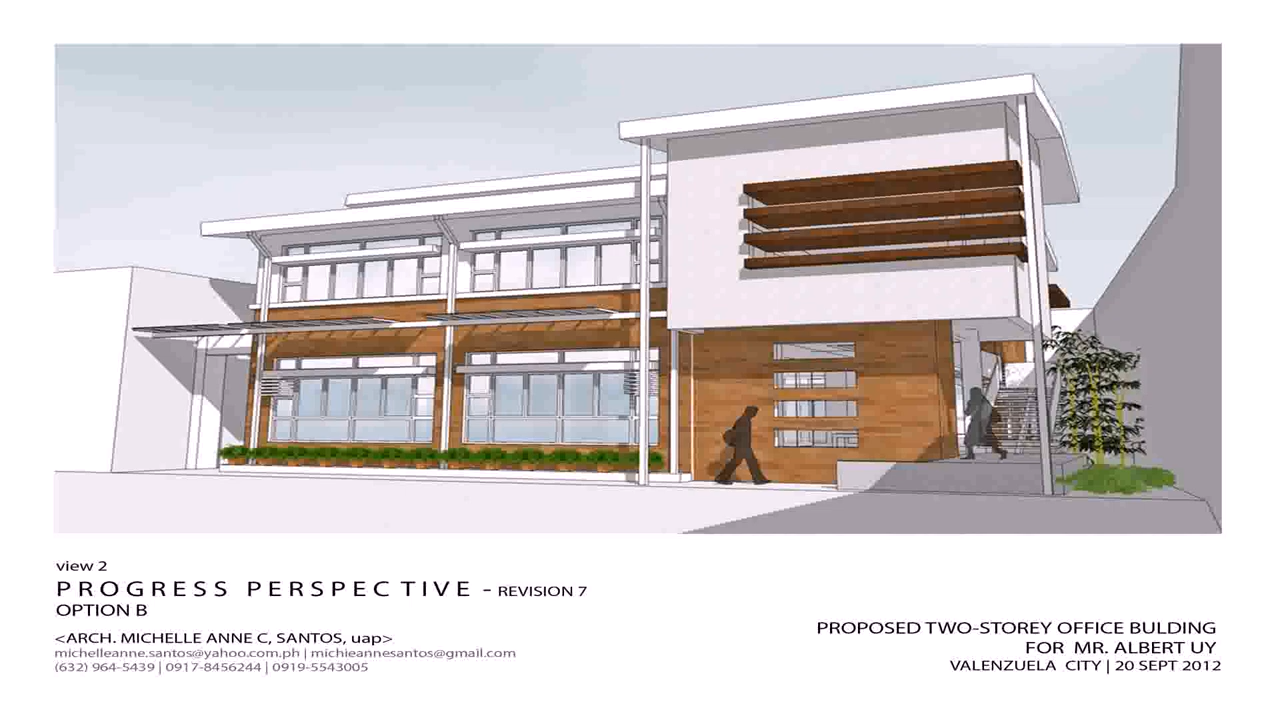 view 2
PROGRESS PERSPECTIVE - REVISION 7
OPTION B
<ARCH. MICHELLE ANNE C, SANTOS, uap>
michelleanne.santos@yahoo.com.ph | michieannesantos@gmail.com
(632) 964-5439 | 0917-8456244 | 0919-5543005
PROPOSED TWO-STOREY OFFICE BULDING
FOR MR. ALBERT UY
VALENZUELA CITY | 20 SEPT 2012